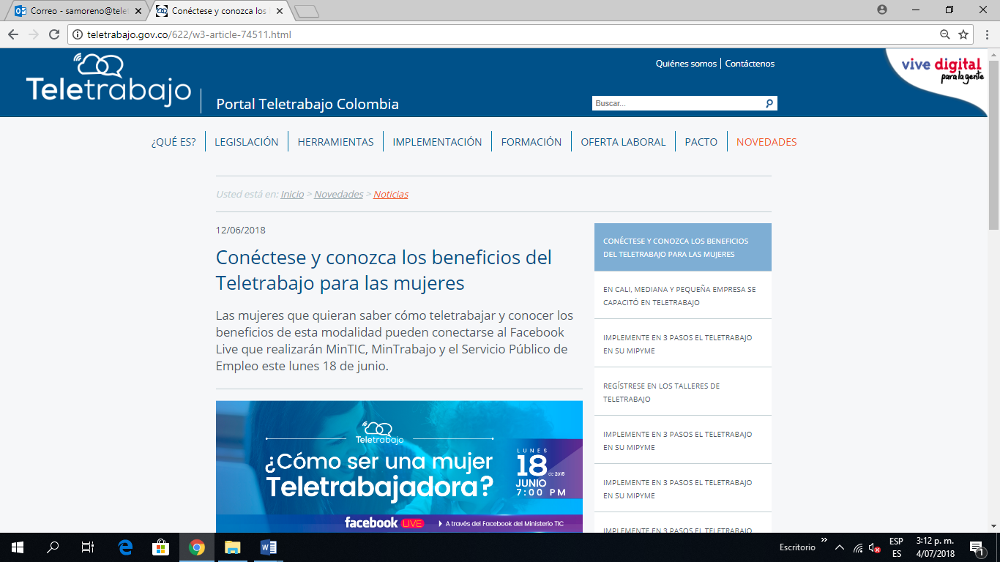 Correo - samoreno@tele
Conéctese y conozca los
teletrabajo.gov.co/622/w3-article-74511.html
Teletrabajo
Portal Teletrabajo Colombia
Quiénes somos
Contáctenos
Buscar...
vive digital
para la gente
¿QUÉ ES?
LEGISLACIÓN
HERRAMIENTAS
IMPLEMENTACIÓN
FORMACIÓN
OFERTA LABORAL
PACTO
NOVEDADES
Usted está en: Inicio > Novedades > Noticias
12/06/2018
Conéctese y conozca los beneficios del
Teletrabajo para las mujeres
Las mujeres que quieran saber cómo teletrabajar y conocer los
beneficios de esta modalidad pueden conectarse al Facebook
Live que realizarán MinTIC, MinTrabajo y el Servicio Público de
Empleo este lunes 18 de junio.
Teletrabajo
¿Cómo ser una mujer
Teletrabajadora?
LUNES
18 de 2018
JUNIO
7:00 PM
facebook LIVE
A través del Facebook del Ministerio TIC
CONÉCTESE Y CONOZCA LOS BENEFICIOS
DEL TELETRABAJO PARA LAS MUJERES
EN CALI, MEDIANA Y PEQUEÑA EMPRESA SE
CAPACITÓ EN TELETRABAJO
IMPLEMENTE EN 3 PASOS EL TELETRABAJO
EN SU MIPYME
REGÍSTRESE EN LOS TALLERES DE
TELETRABAJO
IMPLEMENTE EN 3 PASOS EL TELETRABAJO
EN SU MIPYME
IMPLEMENTE EN 3 PASOS EL TELETRABAJO
EN SU MIPYME
IMPLEMENTE EN 3 PASOS EL TELETRABAJO
Escritorio
ESP
ES
3:12 p. m.
4/07/2018
1